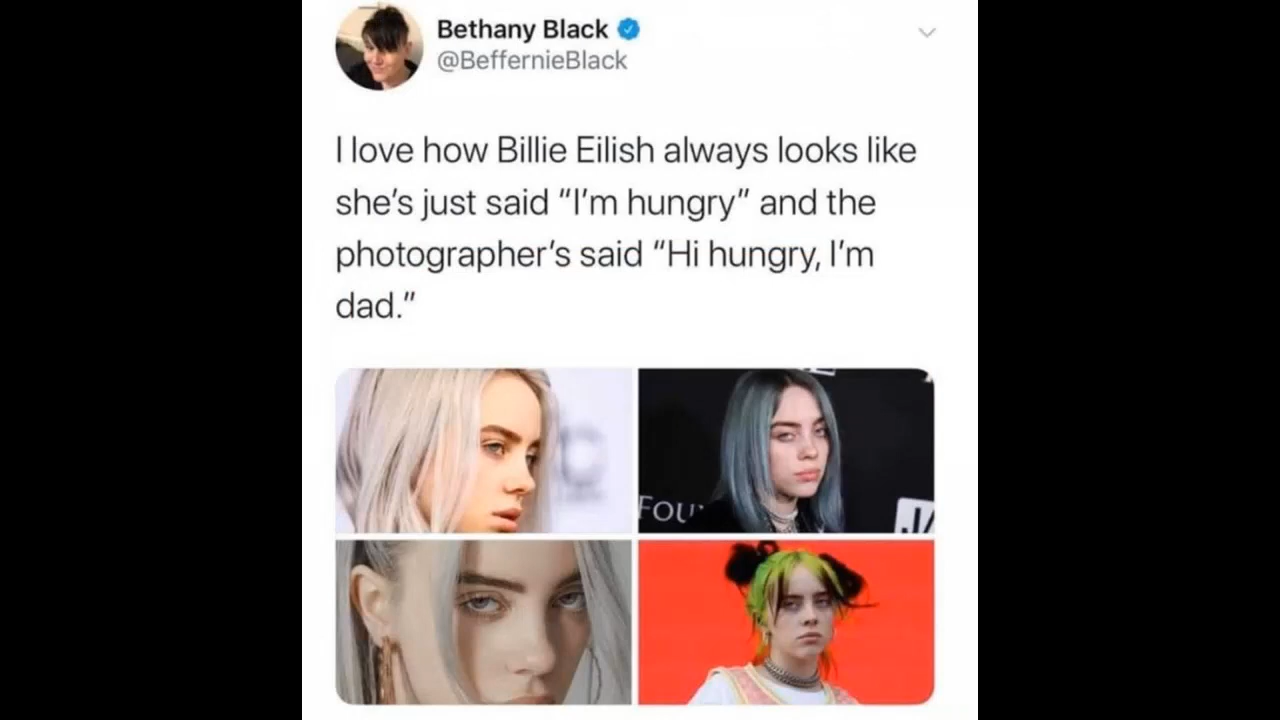 Bethany Black
@BeffernieBlack
I love how Billie Eilish always looks like
she's just said “I'm hungry” and the
photographer's said “Hi hungry, I'm
dad.”
FOU